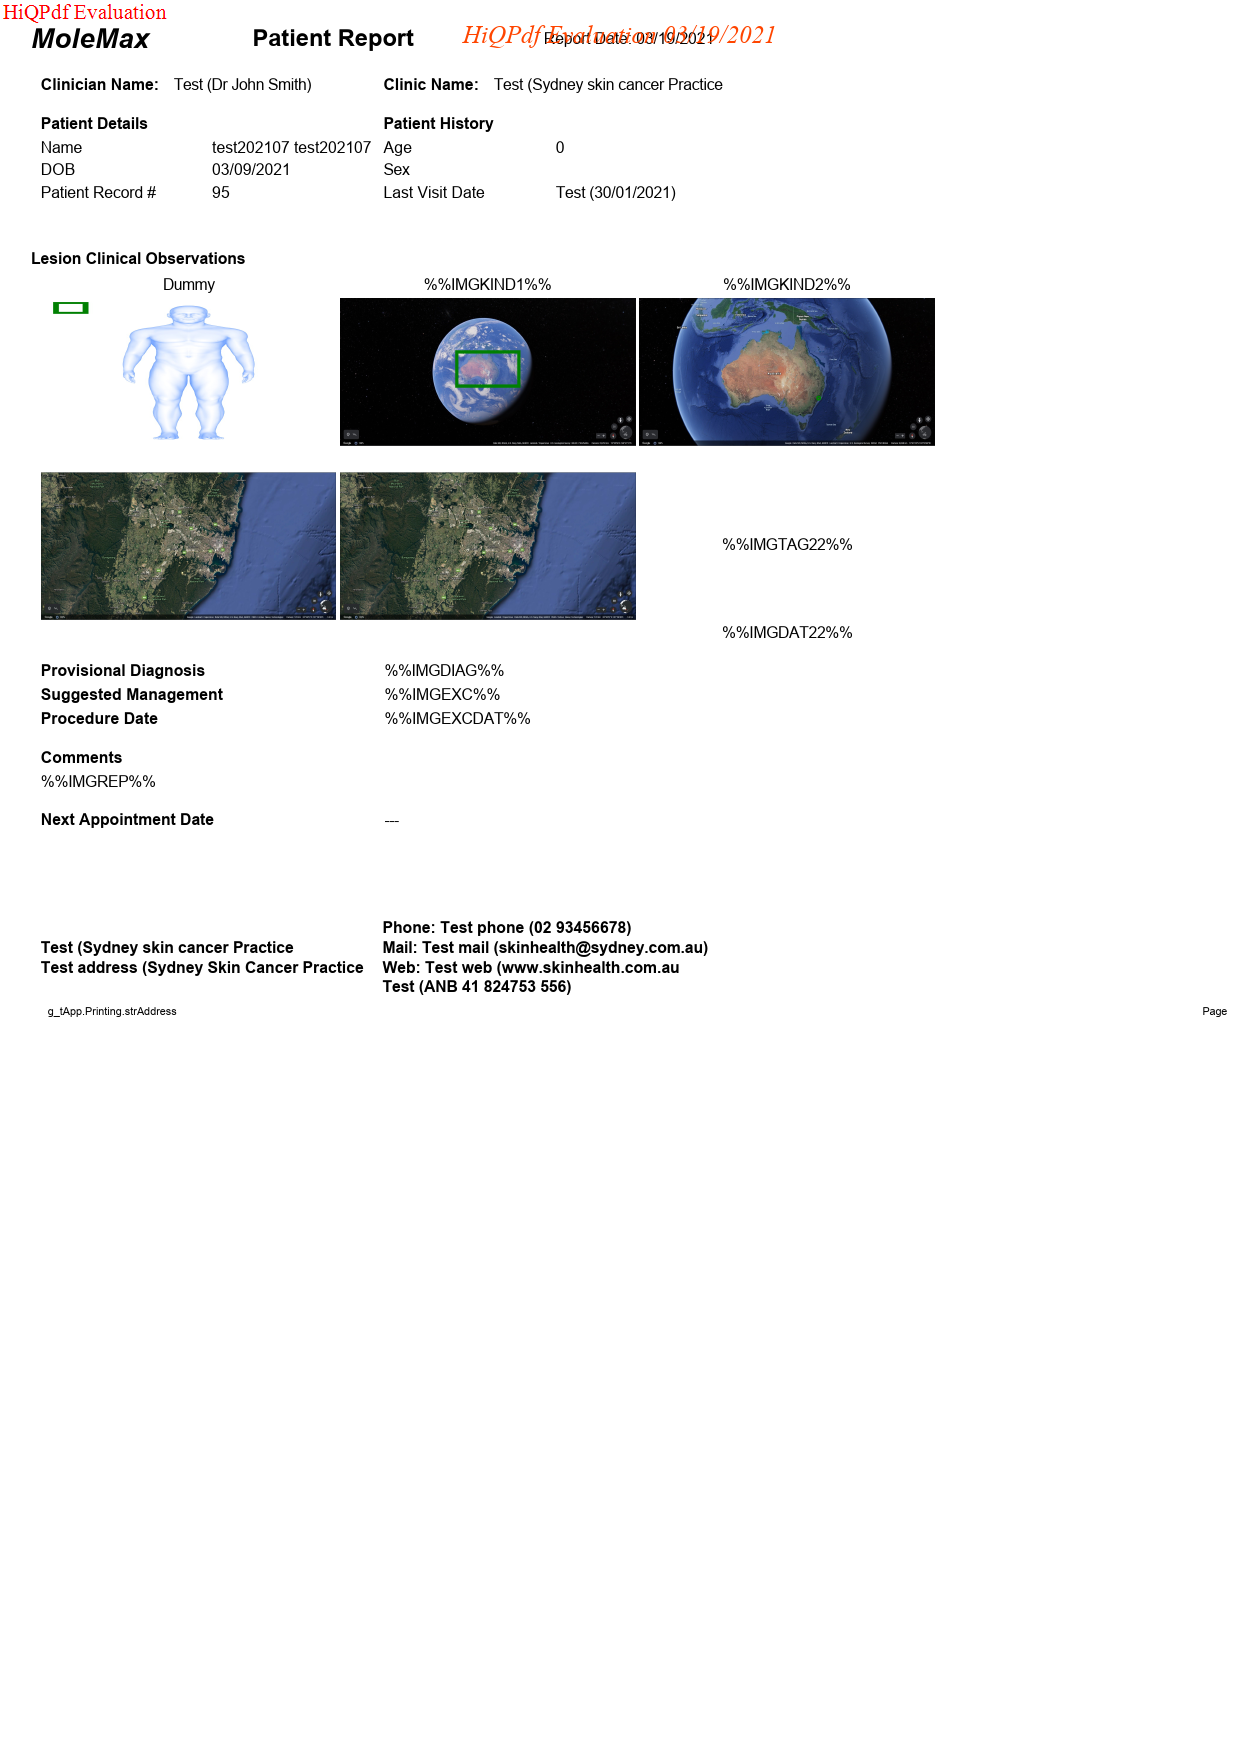 HiQPdf Evaluation
MoleMax Patient Report HiQPdf Evaluation 03/19/2021 Report Date: 03/19/2021
Clinician Name: Test (Dr John Smith) Clinic Name: Test (Sydney skin cancer Practice
Patient Details Patient History
Name test202107 test202107 Age 0
DOB 03/09/2021 Sex
Patient Record # 95 Last Visit Date Test (30/01/2021)
Lesion Clinical Observations
Dummy %%IMGKIND1%% %%IMGKIND2%%
%%IMGTAG22%%
%%IMGDAT22%%
Provisional Diagnosis %%IMGDIAG%%
Suggested Management %%IMGEXC%%
Procedure Date %%IMGEXCDAT%%
Comments
%%IMGREP%%
Next Appointment Date ---
Phone: Test phone (02 93456678)
Test (Sydney skin cancer Practice Mail: Test mail (skinhealth@sydney.com.au)
Test address (Sydney Skin Cancer Practice Web: Test web (www.skinhealth.com.au
Test (ANB 41 824753 556)
g_tApp.Printing.strAddress Page